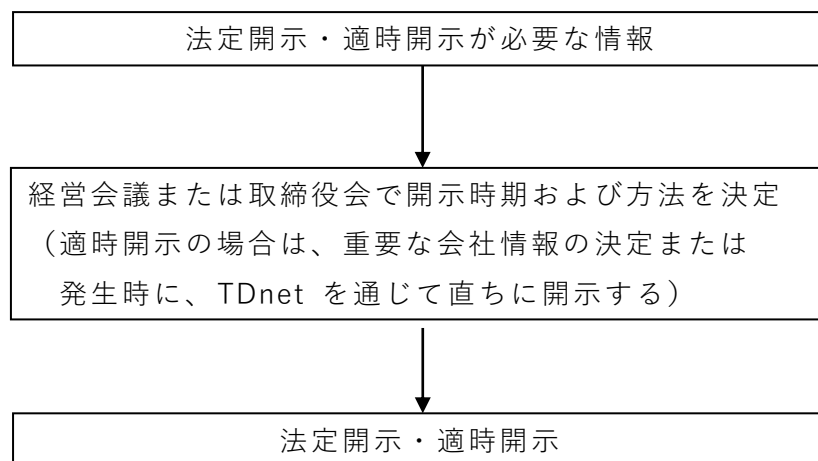 法定開示・適時開示が必要な情報
経営会議または取締役会で開示時期および方法を決定
（適時開示の場合は、重要な会社情報の決定または
発生時に、TDnet を通じて直ちに開示する）
法定開示・適時開示